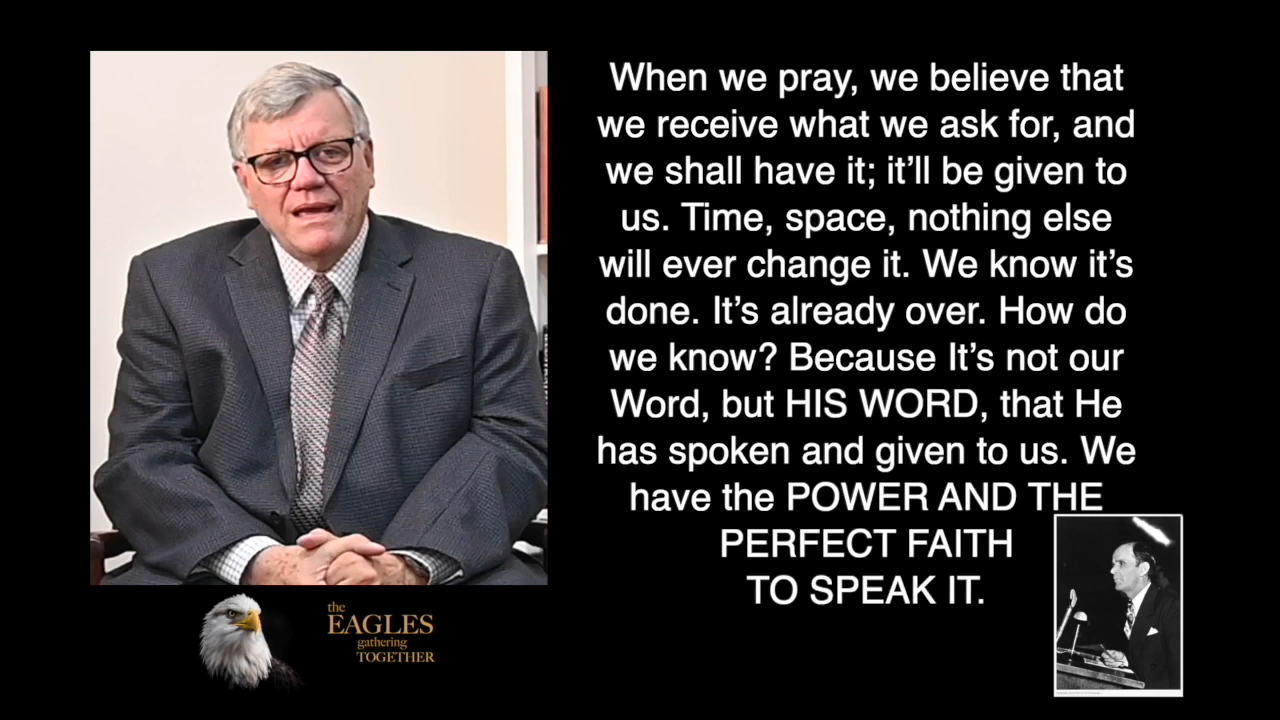 When we pray, we believe that
we receive what we ask for, and
we shall have it; it’ll be given to
us. Time, space, nothing else
will ever change it. We know it’s
done. It’s already over. How do
we know? Because It’s not our
Word, but HIS WORD, that He
has spoken and given to us. We
have the POWER AND THE
PERFECT FAITH
TO SPEAK IT.
the
EAGLES
gathering
TOGETHER